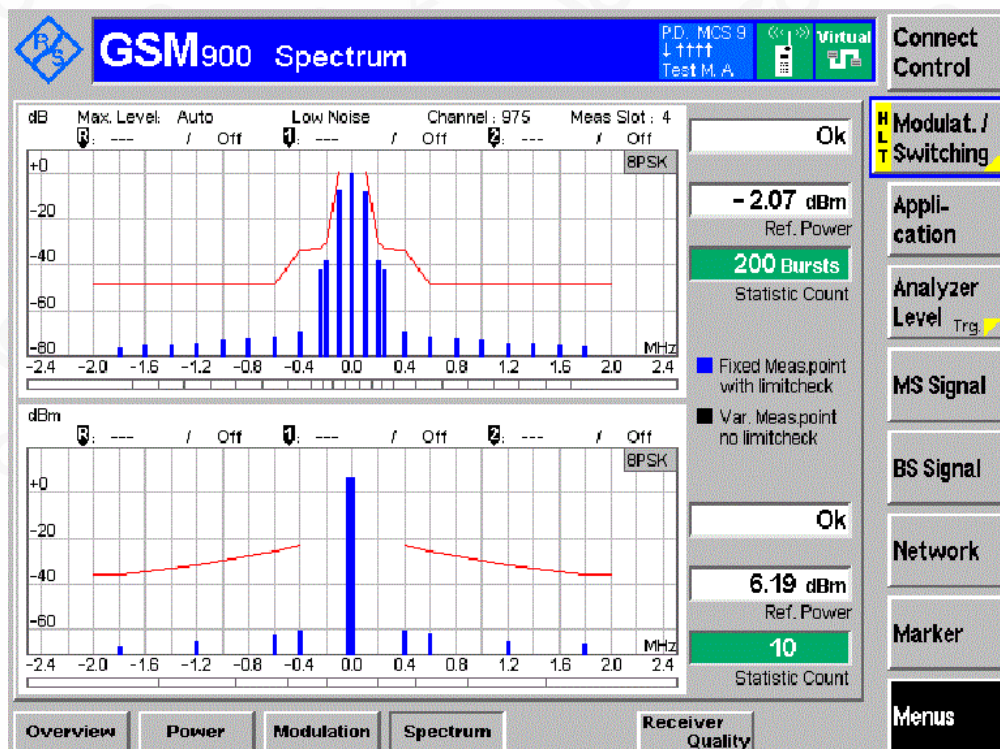 R S
GSM900 Spectrum
P.D. MCS 9
↓ ↑↑↑↑
Test M. A.
Virtual
Connect
Control
dB Max. Level: Auto Low Noise Channel : 975 Meas Slot : 4
R : --- / Off 1 : --- / Off 2 : --- / Off
8PSK
+0
-20
-40
-60
-80
MHz
-2.4 -2.0 -1.6 -1.2 -0.8 -0.4 0.0 0.4 0.8 1.2 1.6 2.0 2.4
Ok
- 2.07 dBm
Ref. Power
200 Bursts
Statistic Count
Fixed Meas.point
with limitcheck
Var. Meas.point
no limitcheck
dBm
R : --- / Off 1 : --- / Off 2 : --- / Off
8PSK
+0
-20
-40
-60
MHz
-2.4 -2.0 -1.6 -1.2 -0.8 -0.4 0.0 0.4 0.8 1.2 1.6 2.0 2.4
Ok
6.19 dBm
Ref. Power
10
Statistic Count
HLT
Modulat. /
Switching
Appli-
cation
Analyzer
Level Trg.
MS Signal
BS Signal
Network
Marker
Menus
Overview Power Modulation Spectrum Receiver
Quality